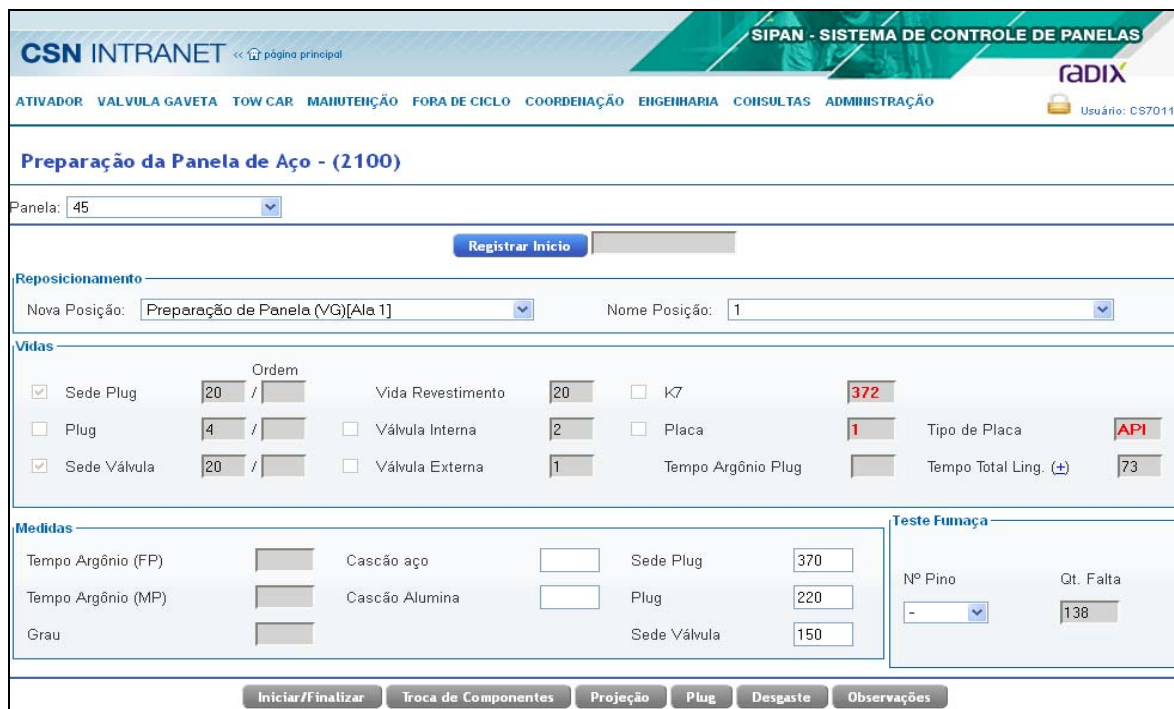 SIPAN - SISTEMA DE CONTROLE DE PANELAS
CSN INTRANET << página principal
radix
ATIVADOR VALVULA GAVETA TOW CAR MANUTENÇÃO FORA DE CICLO COORDENAÇÃO ENGENHARIA CONSULTAS ADMINISTRAÇÃO
Usuário: CS7011
Preparação da Panela de Aço - (2100)
Panela: 45
Registrar Início
Reposicionamento
Nova Posição: Preparação de Panela (VG)[Ala 1] Nome Posição: 1
Vidas
Ordem
Sede Plug 20 / Vida Revestimento 20 K7 372
Plug 4 / Válvula Interna 2 Placa 1 Tipo de Placa API
Sede Válvula 20 / Válvula Externa 1 Tempo Argônio Plug Tempo Total Ling. (+) 73
Medidas
Tempo Argônio (FP) Cascão aço Sede Plug 370
Tempo Argônio (MP) Cascão Alumina Plug 220
Grau Sede Válvula 150
Teste Fumaça
Nº Pino Qt. Falta
- 138
Iniciar/Finalizar Troca de Componentes Projeção Plug Desgaste Observações